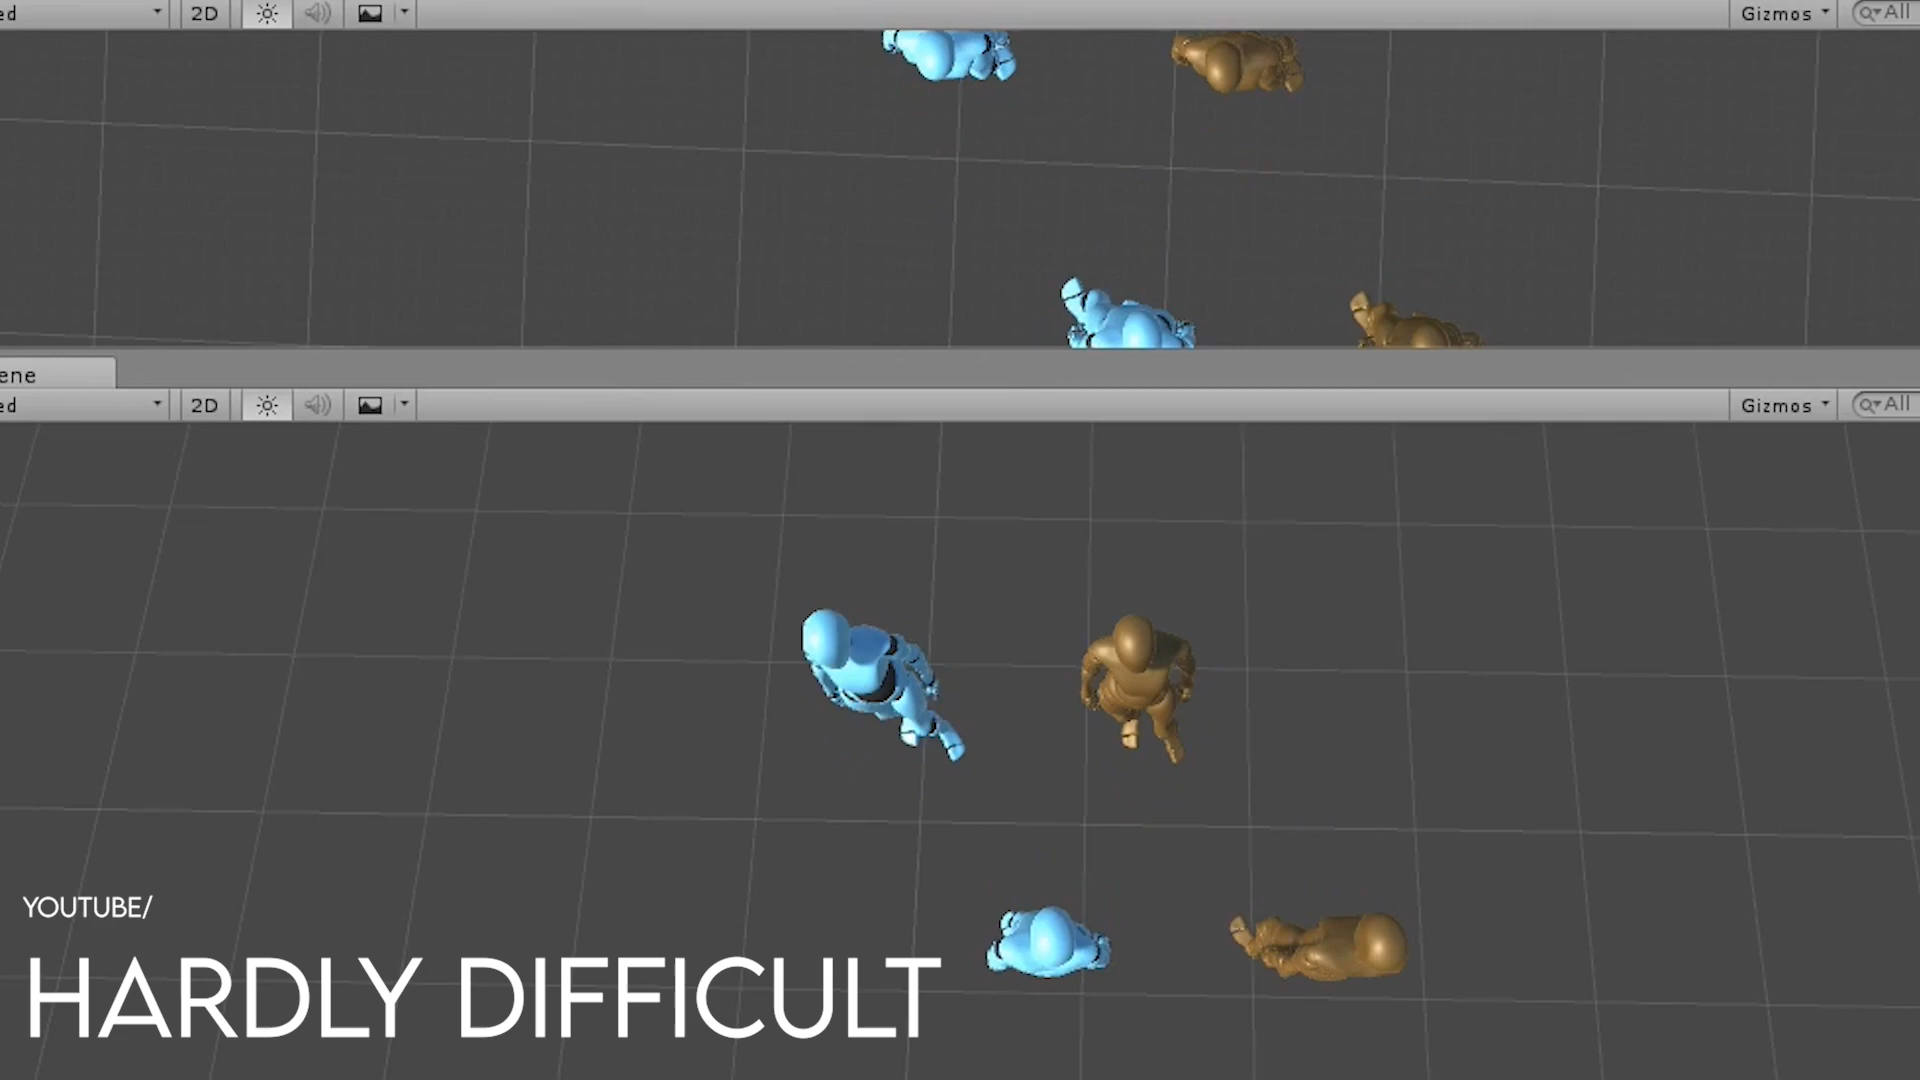 ed
2D
Gizmos
All
ene
ed
2D
Gizmos
All
YOUTUBE/
HARDLY DIFFICULT